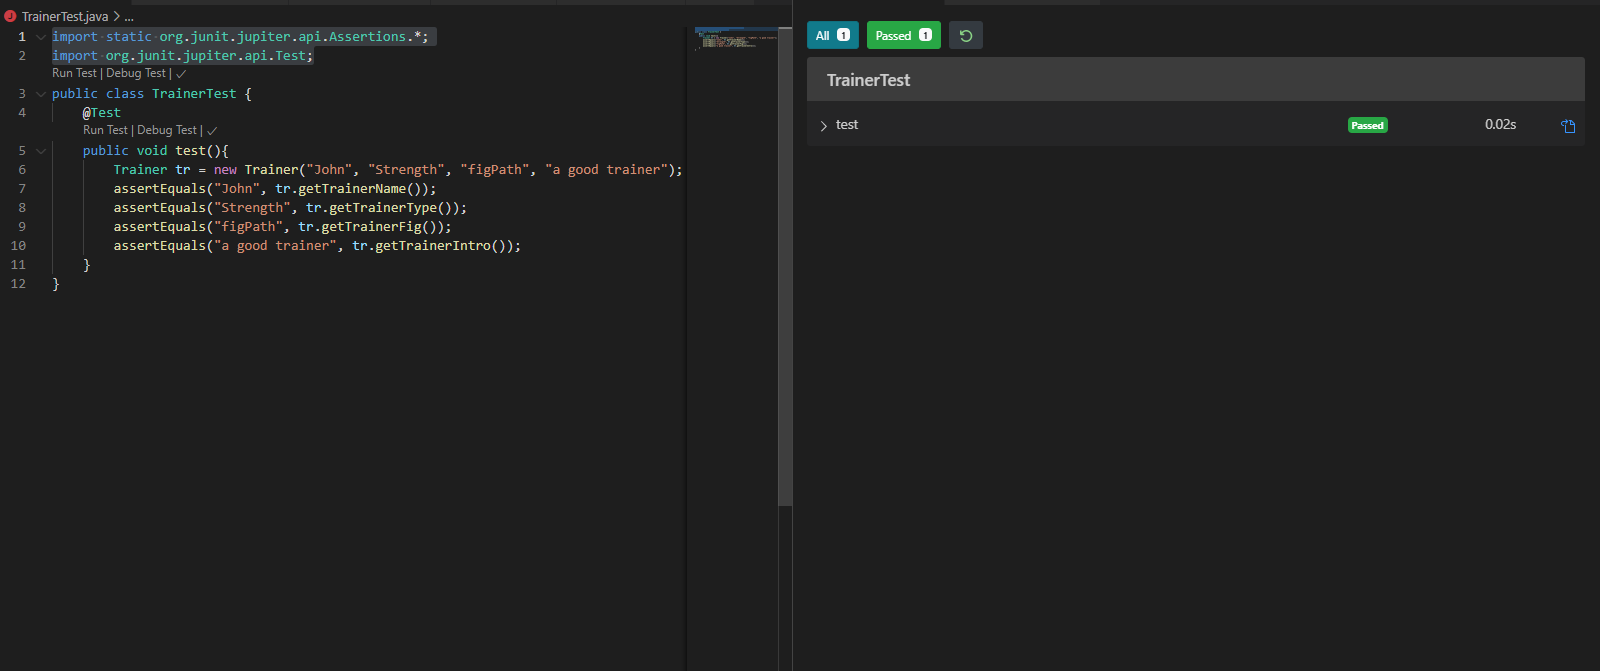 TrainerTest.java > ...
1 import static org.junit.jupiter.api.Assertions.*;
2 import org.junit.jupiter.api.Test;
Run Test | Debug Test | ✓
3 public class TrainerTest {
4 @Test
Run Test | Debug Test | ✓
5 public void test(){
6 Trainer tr = new Trainer("John", "Strength", "figPath", "a good trainer");
7 assertEquals("John", tr.getTrainerName());
8 assertEquals("Strength", tr.getTrainerType());
9 assertEquals("figPath", tr.getTrainerFig());
10 assertEquals("a good trainer", tr.getTrainerIntro());
11 }
12 }
All 1 Passed 1
TrainerTest
test Passed 0.02s